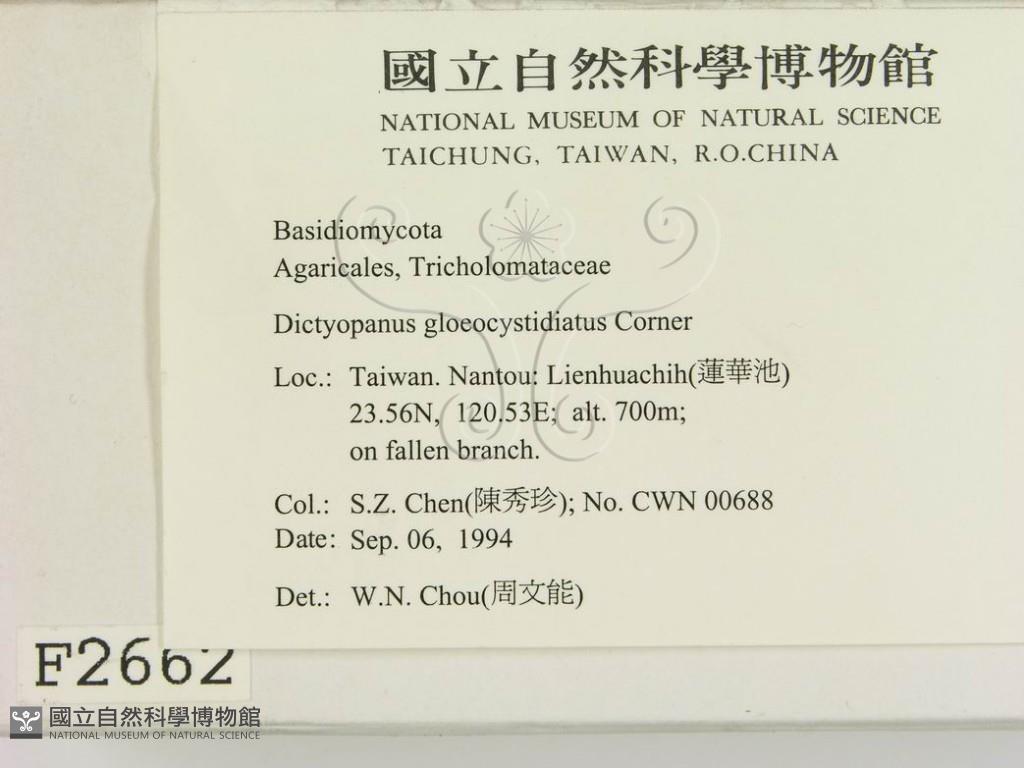 國立自然科學博物館
NATIONAL MUSEUM OF NATURAL SCIENCE
TAICHUNG, TAIWAN, R.O.CHINA
Basidiomycota
Agaricales, Tricholomataceae
Dictyopanus gloeocystidiatus Corner
Loc.: Taiwan. Nantou: Lienhuachih(蓮華池)
23.56N, 120.53E; alt. 700m;
on fallen branch.
Col.: S.Z. Chen(陳秀珍); No. CWN 00688
Date: Sep. 06, 1994
Det.: W.N. Chou(周文能)
F2662
國立自然科學博物館
NATIONAL MUSEUM OF NATURAL SCIENCE